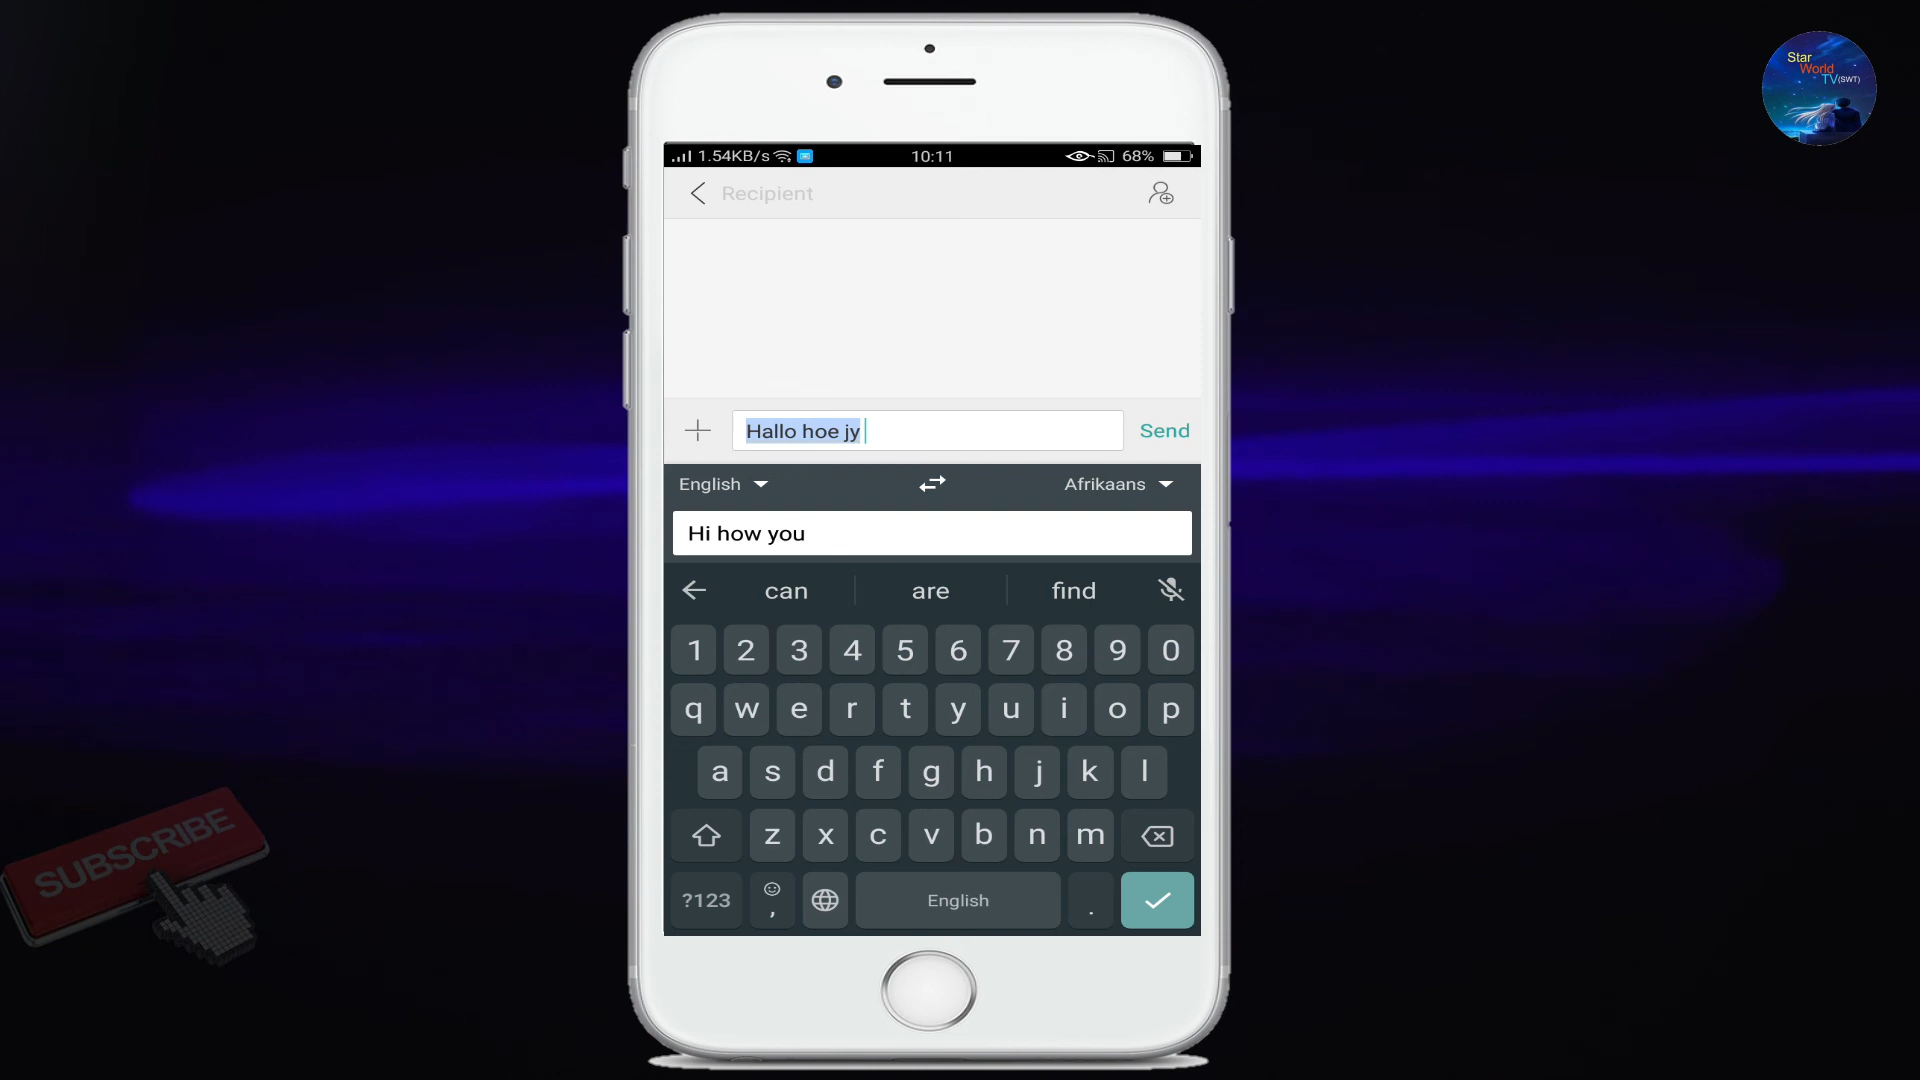 Star
World
TV(SWT)
1.54KB/s 10:11 68%
Recipient
Hallo hoe jy Send
English Afrikaans
Hi how you
can are find
1 2 3 4 5 6 7 8 9 0
q w e r t y u i o p
a s d f g h j k l
z x c v b n m
?123 , English .
SUBSCRIBE